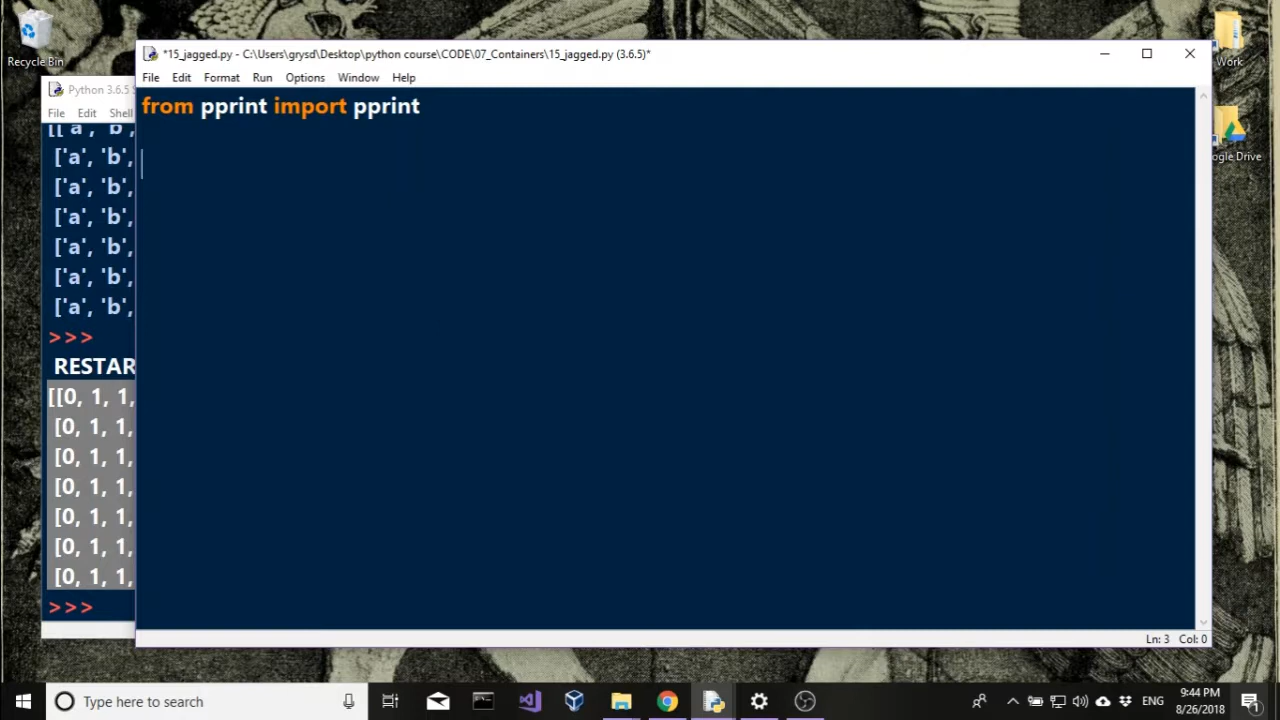 Recycle Bin
Work
ogle Drive
Python 3.6.5 S
File Edit Shell
[['a', 'b',
['a', 'b',
['a', 'b',
['a', 'b',
['a', 'b',
['a', 'b',
['a', 'b',
>>>
RESTAR
[[0, 1, 1,
[0, 1, 1,
[0, 1, 1,
[0, 1, 1,
[0, 1, 1,
[0, 1, 1,
[0, 1, 1,
>>>
*15_jagged.py - C:\Users\grysd\Desktop\python course\CODE\07_Containers\15_jagged.py (3.6.5)*
File Edit Format Run Options Window Help
from pprint import pprint
Ln: 3 Col: 0
Type here to search
ENG
9:44 PM
8/26/2018
1